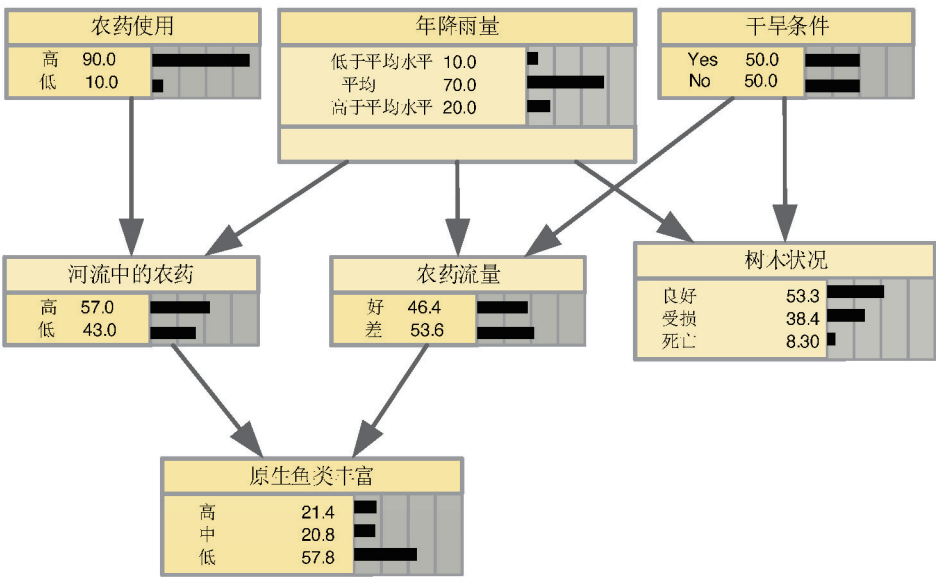 农药使用
高 90.0
低 10.0
年降雨量
低于平均水平 10.0
平均 70.0
高于平均水平 20.0
干旱条件
Yes 50.0
No 50.0
河流中的农药
高 57.0
低 43.0
农药流量
好 46.4
差 53.6
树木状况
良好 53.3
受损 38.4
死亡 8.30
原生鱼类丰富
高 21.4
中 20.8
低 57.8